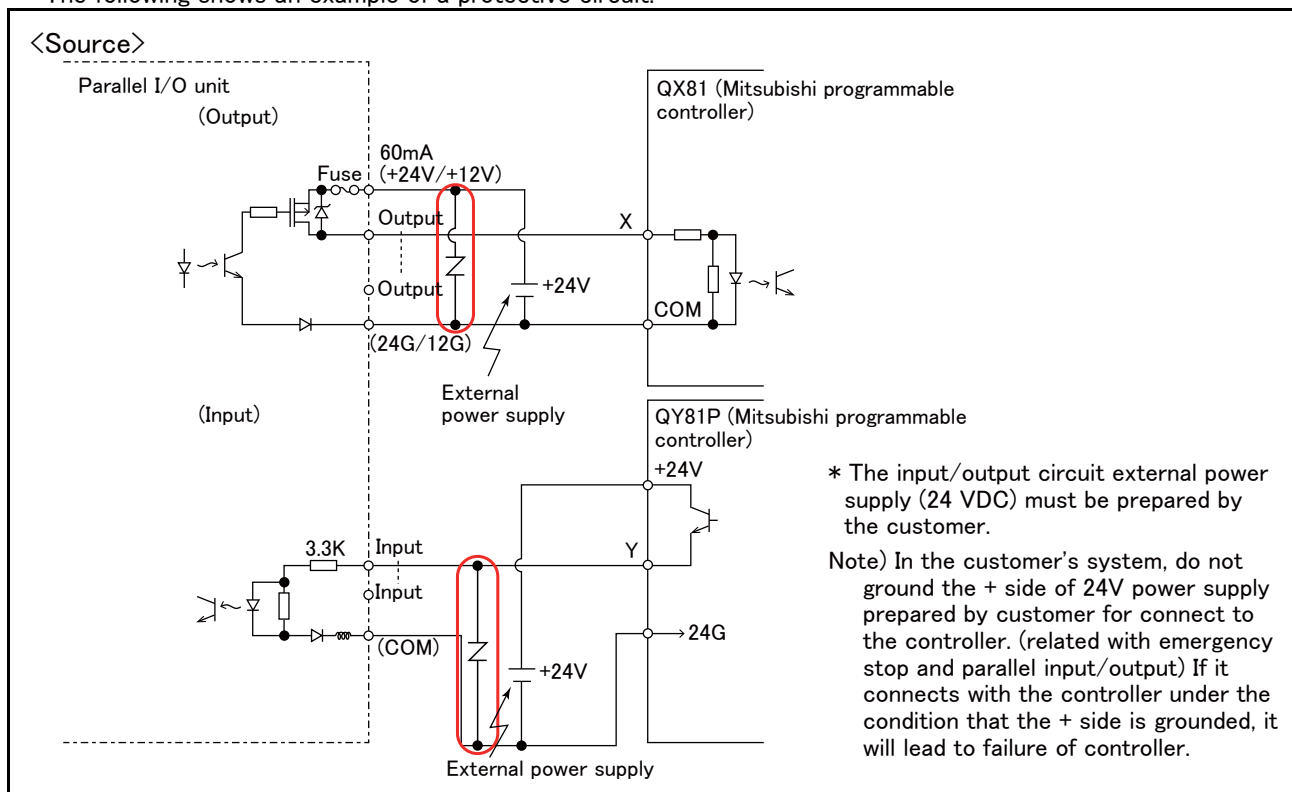 The following shows an example of a protective circuit.
<Source>
Parallel I/O unit
(Output)
Fuse
60mA
(+24V/+12V)
Output
Output
(24G/12G)
+24V
External
power supply
QX81 (Mitsubishi programmable
controller)
X
COM
(Input)
3.3K
Input
Input
(COM)
+24V
External power supply
QY81P (Mitsubishi programmable
controller)
+24V
Y
24G
* The input/output circuit external power
supply (24 VDC) must be prepared by
the customer.
Note) In the customer's system, do not
ground the + side of 24V power supply
prepared by customer for connect to
the controller. (related with emergency
stop and parallel input/output) If it
connects with the controller under the
condition that the + side is grounded, it
will lead to failure of controller.